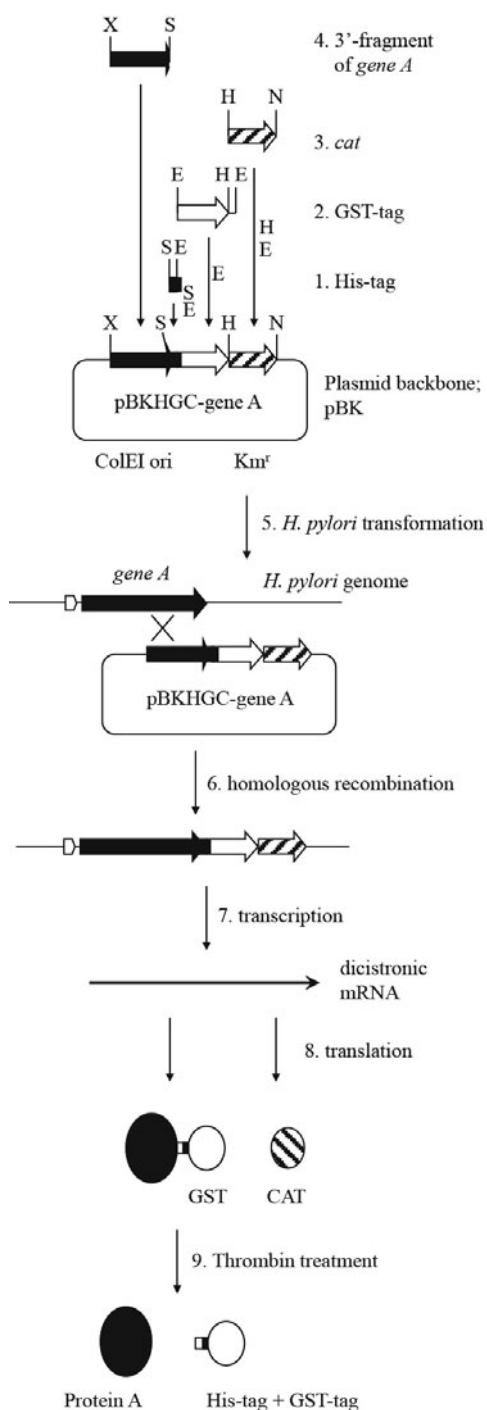 X S
4. 3’-fragment
of gene A
H N
3. cat
E H E
2. GST-tag
H
E
S E
E
1. His-tag
S
E
X S H N
pBKHGC-gene A
Plasmid backbone;
pBK
ColEI ori Kmʳ
5. H. pylori transformation
gene A
H. pylori genome
pBKHGC-gene A
6. homologous recombination
7. transcription
dicistronic
mRNA
8. translation
GST CAT
9. Thrombin treatment
Protein A His-tag + GST-tag